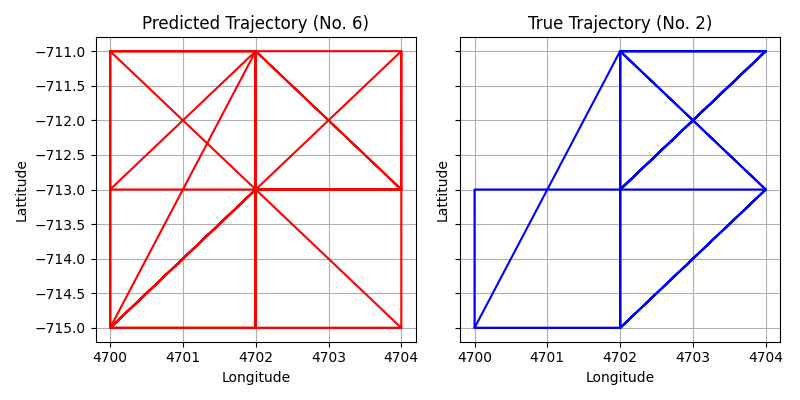 Predicted Trajectory (No. 6)
True Trajectory (No. 2)
−711.0
−711.5
−712.0
−712.5
−713.0
−713.5
−714.0
−714.5
−715.0
Lattitude
4700 4701 4702 4703 4704
Longitude
Lattitude
4700 4701 4702 4703 4704
Longitude